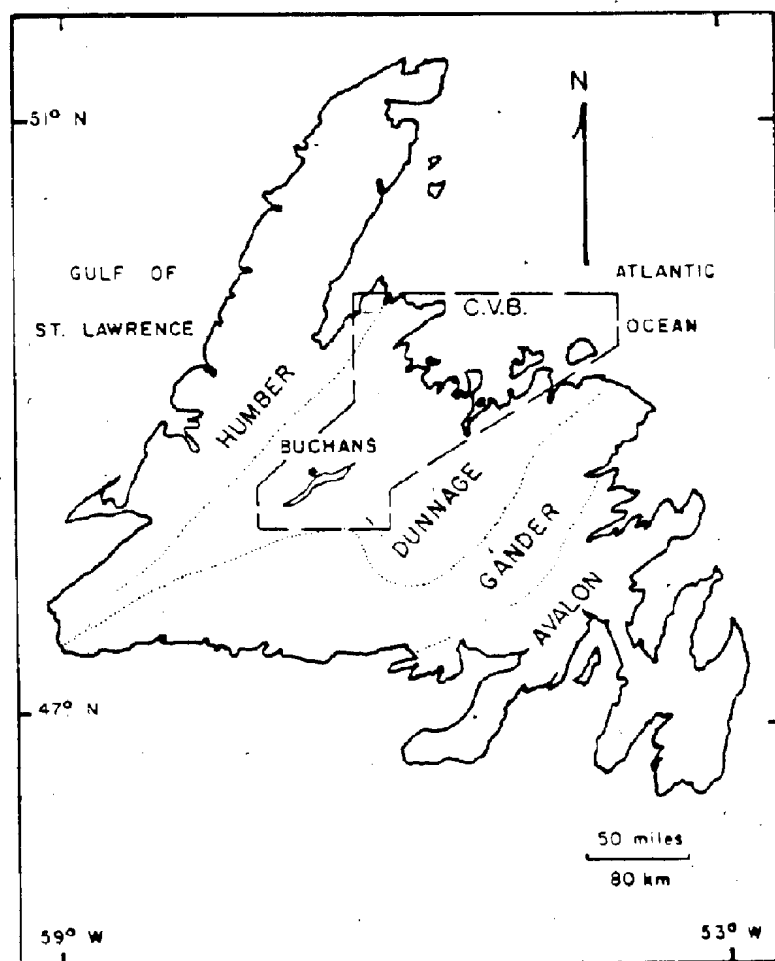 N
51° N
GULF OF
ST. LAWRENCE
ATLANTIC
OCEAN
C.V.B.
HUMBER
BUCHANS
DUNNAGE
GANDER
AVALON
47° N
50 miles
80 km
59° W
53° W